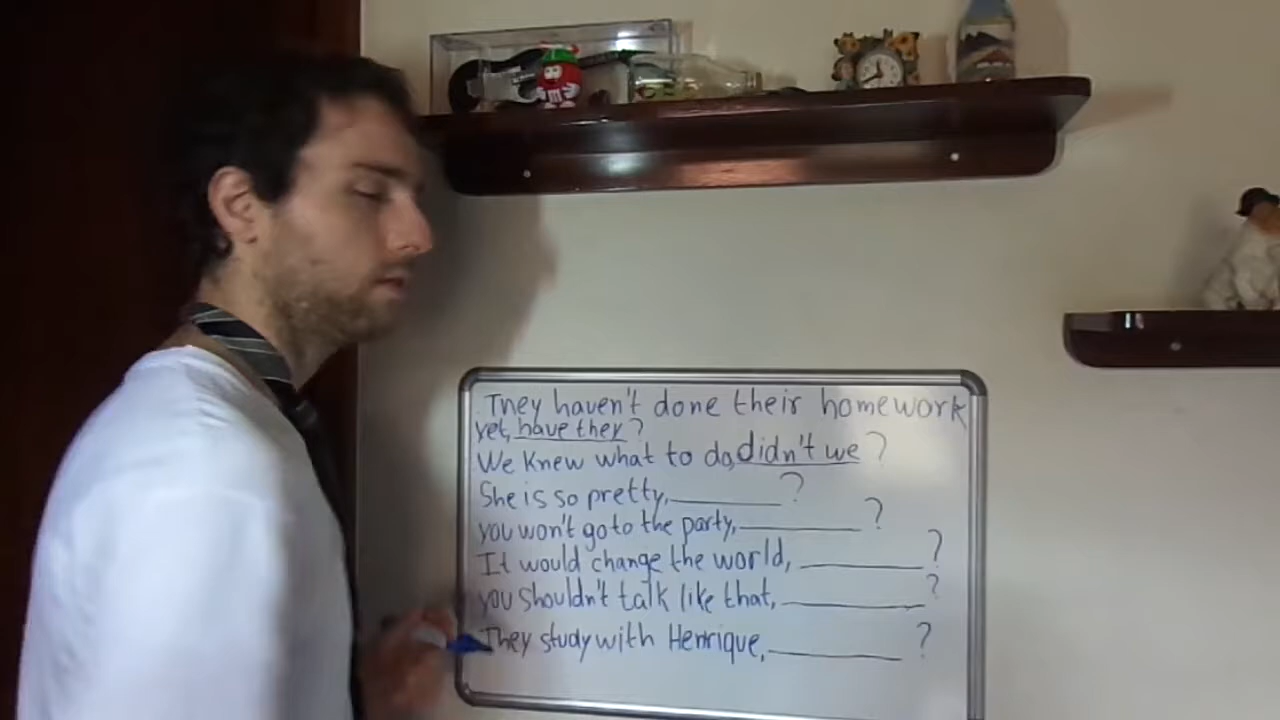 They haven't done their homework
yet, have they?
We knew what to do, didn't we?
She is so pretty, ________?
you won't go to the party, ________?
It would change the world, ________?
you shouldn't talk like that, ________?
They study with Henrique, ________?